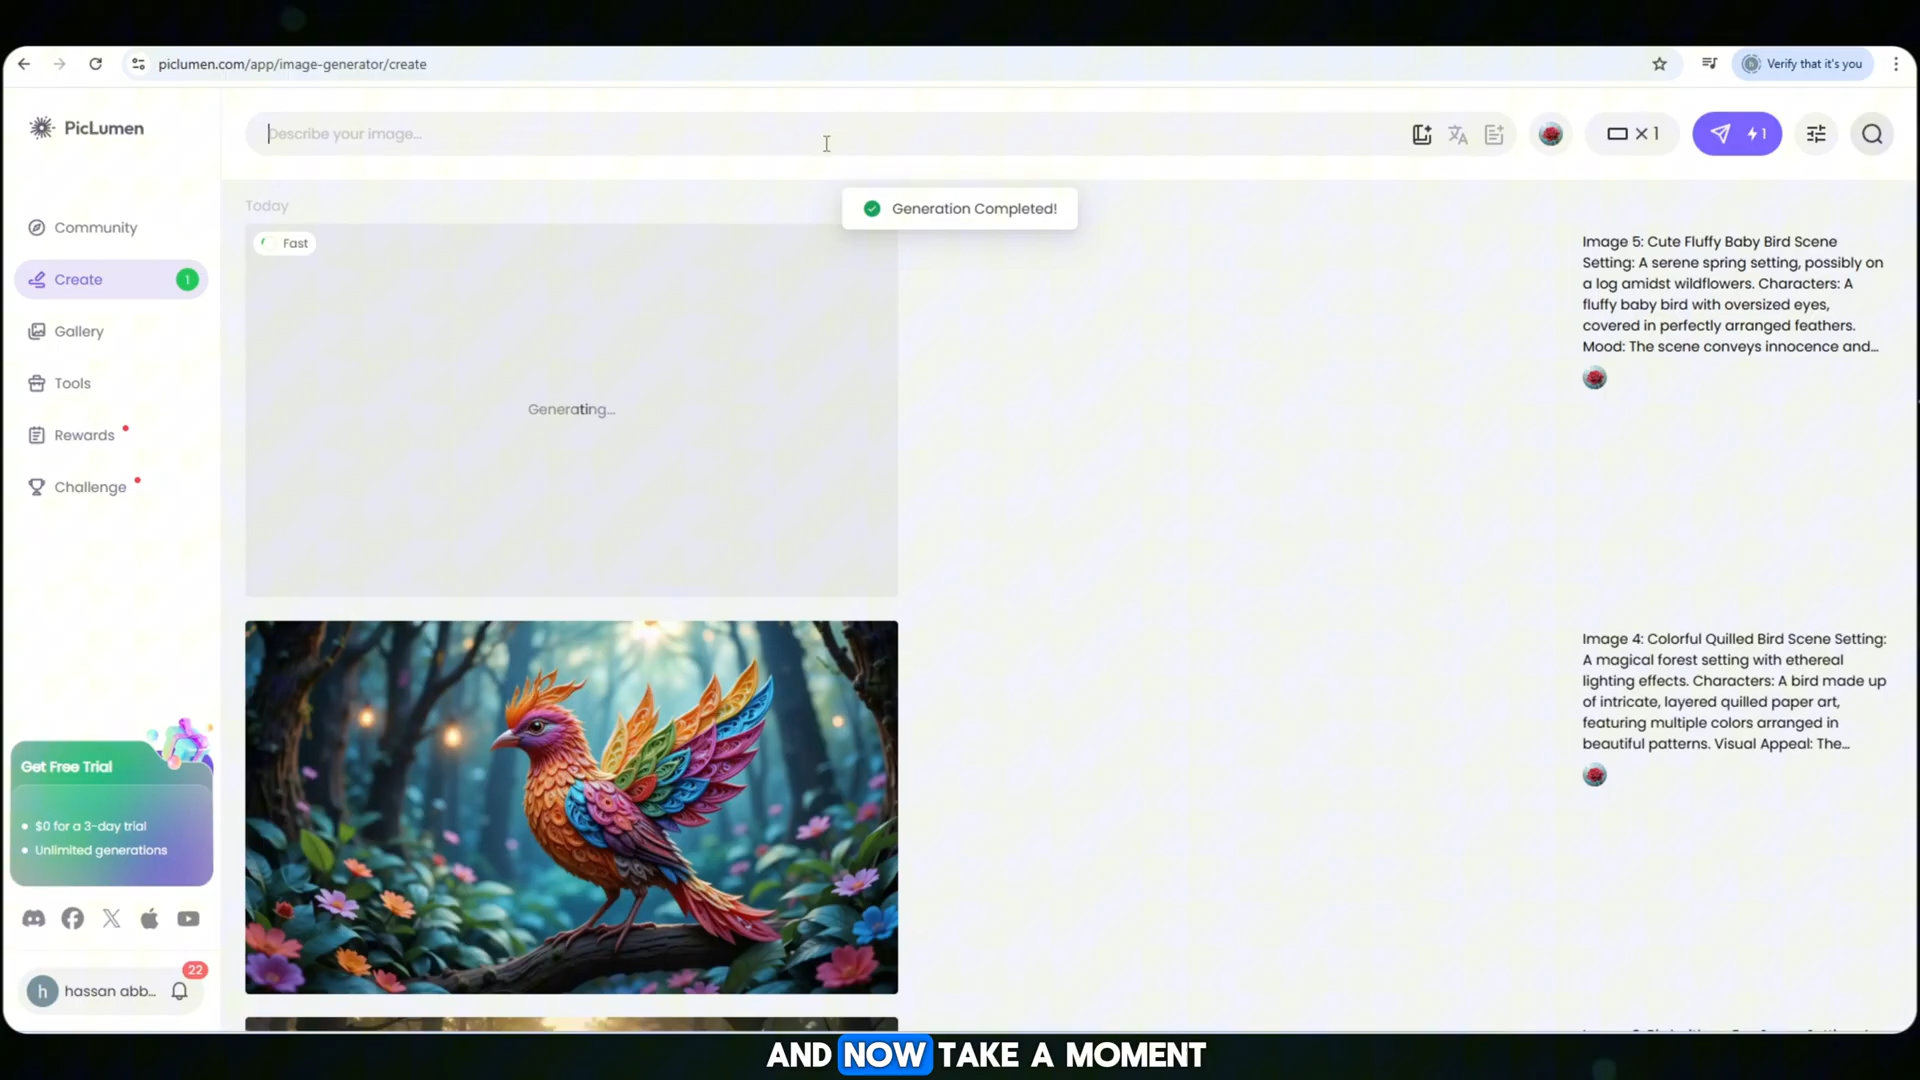 piclumen.com/app/image-generator/create
Verify that it's you
PicLumen
Describe your image...
× 1
1
Community
Create
1
Gallery
Tools
Rewards
Challenge
Get Free Trial
$0 for a 3-day trial
Unlimited generations
h
hassan abb...
22
Today
Generation Completed!
Fast
Generating...
Image 5: Cute Fluffy Baby Bird Scene
Setting: A serene spring setting, possibly on
a log amidst wildflowers. Characters: A
fluffy baby bird with oversized eyes,
covered in perfectly arranged feathers.
Mood: The scene conveys innocence and...
Image 4: Colorful Quilled Bird Scene Setting:
A magical forest setting with ethereal
lighting effects. Characters: A bird made up
of intricate, layered quilled paper art,
featuring multiple colors arranged in
beautiful patterns. Visual Appeal: The...
AND NOW TAKE A MOMENT